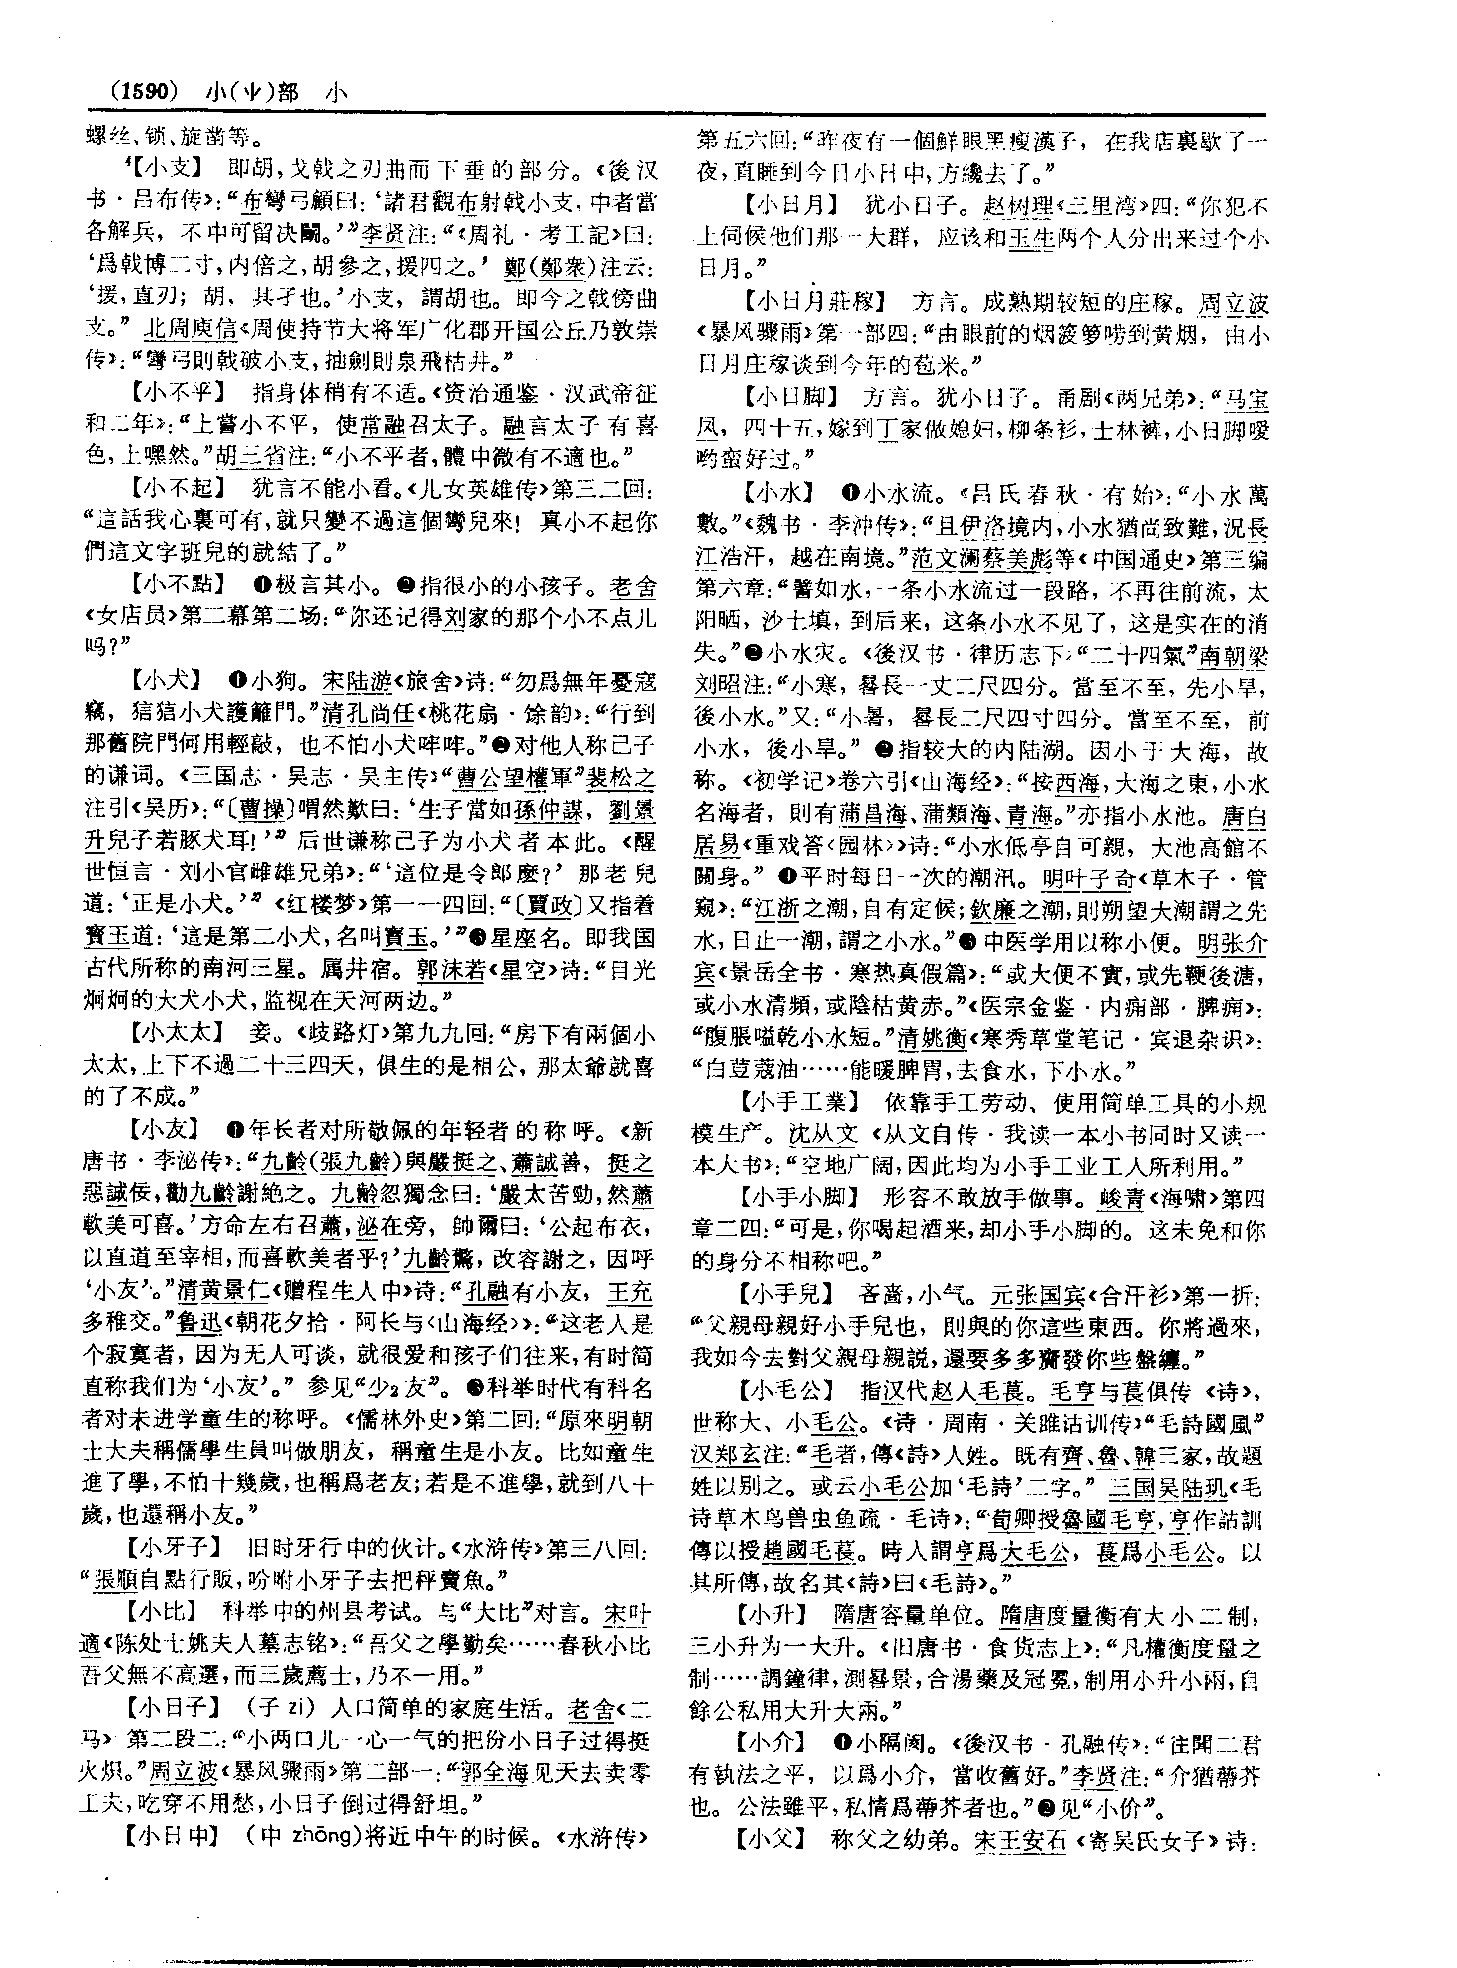 (1590) 小(⺌)部 小
螺丝、锁、旋凿等。
【小支】 即胡,戈戟之刃曲而下垂的部分。《後汉
书·吕布传》:“布彎弓顧曰:‘諸君觀布射戟小支,中者當
各解兵，不中可留决鬭。’”李贤注:“《周礼·考工記》曰:
‘爲戟博二寸,内倍之,胡參之,援四之。’鄭(鄭衆)注云:
‘援,直刃；胡，其孑也。’小支，謂胡也。即今之戟傍曲
支。” 北周庾信《周使持节大将军广化郡开国公丘乃敦崇
传》:“彎弓則戟破小支,抽劍則泉飛枯井。”
【小不平】 指身体稍有不适。《资治通鉴·汉武帝征
和二年》:“上嘗小不平，使常融召太子。融言太子有喜
色,上嘿然。”胡三省注:“小不平者,體中微有不適也。”
【小不起】 犹言不能小看。《儿女英雄传》第三二回:
“這話我心裏可有,就只變不過這個彎兒來！真小不起你
們這文字班兒的就結了。”
【小不點】 ❶极言其小。❷指很小的小孩子。老舍
《女店员》第二幕第二场:“你还记得刘家的那个小不点儿
吗?”
【小犬】 ❶小狗。宋陆游《旅舍》诗:“勿爲無年憂寇
竊，狺狺小犬護籬門。”清孔尚任《桃花扇·馀韵》:“行到
那舊院門何用輕敲，也不怕小犬哰哰。”❷对他人称己子
的谦词。《三国志·吴志·吴主传》“曹公望權軍”裴松之
注引《吴历》:“〔曹操〕喟然歎曰:‘生子當如孫仲謀，劉景
升兒子若豚犬耳!’” 后世谦称己子为小犬者本此。《醒
世恒言·刘小官雌雄兄弟》:“‘這位是令郎麽?’那老兒
道:‘正是小犬。’” 《红楼梦》第一一四回:“〔賈政〕又指着
寳玉道:‘這是第二小犬,名叫寳玉。’”❸星座名。即我国
古代所称的南河三星。属井宿。郭沫若《星空》诗:“目光
炯炯的大犬小犬,监视在天河两边。”
【小太太】 妾。《歧路灯》第九九回:“房下有兩個小
太太,上下不過二十三四天，俱生的是相公，那太爺就喜
的了不成。”
【小友】 ❶年长者对所敬佩的年轻者的称呼。《新
唐书·李泌传》:“九齡(張九齡)與嚴挺之、蕭誠善，挺之
惡誠佞,勸九齡謝絶之。九齡忽獨念曰:‘嚴太苦勁,然蕭
軟美可喜。’方命左右召蕭,泌在旁，帥爾曰:‘公起布衣，
以直道至宰相,而喜軟美者乎?’九齡驚，改容謝之，因呼
‘小友’。”清黄景仁《赠程生人中》诗:“孔融有小友，王充
多稚交。”鲁迅《朝花夕拾·阿长与〈山海经〉》:“这老人是
个寂寞者，因为无人可谈，就很爱和孩子们往来,有时简
直称我们为‘小友’。” 参见“少₂友”。❸科举时代有科名
者对未进学童生的称呼。《儒林外史》第二回:“原來明朝
士大夫稱儒學生員叫做朋友，稱童生是小友。比如童生
進了學,不怕十幾歲,也稱爲老友;若是不進學,就到八十
歲,也還稱小友。”
【小牙子】 旧时牙行中的伙计。《水浒传》第三八回:
“張順自點行販,吩咐小牙子去把秤賣魚。”
【小比】 科举中的州县考试。与“大比”对言。宋叶
適《陈处士姚夫人墓志铭》:“吾父之學勤矣……春秋小比
吾父無不高選,而三歲薦士,乃不一用。”
【小日子】 (子 zi) 人口简单的家庭生活。老舍《二
马》第二段二:“小两口儿一心一气的把份小日子过得挺
火炽。”周立波《暴风骤雨》第二部一:“郭全海见天去卖零
工夫,吃穿不用愁,小日子倒过得舒坦。”
【小日中】 (中 zhōng)将近中午的时候。《水浒传》
第五六回:“昨夜有一個鮮眼黑瘦漢子，在我店裏歇了一
夜,直睡到今日小日中,方纔去了。”
【小日月】 犹小日子。赵树理《三里湾》四:“你犯不
上伺候他们那一大群，应该和玉生两个人分出来过个小
日月。”
【小日月莊稼】 方言。成熟期较短的庄稼。周立波
《暴风骤雨》第一部四:“由眼前的烟笸箩唠到黄烟，由小
日月庄稼谈到今年的苞米。”
【小日脚】 方言。犹小日子。甬剧《两兄弟》:“马宝
凤，四十五,嫁到丁家做媳妇,柳条衫,士林裤,小日脚嗳
哟蛮好过。”
【小水】 ❶小水流。《吕氏春秋·有始》:“小水萬
數。”《魏书·李沖传》:“且伊洛境内,小水猶尚致難,况長
江浩汗，越在南境。”范文澜蔡美彪等《中国通史》第三编
第六章:“譬如水,一条小水流过一段路，不再往前流，太
阳晒，沙土填，到后来，这条小水不见了，这是实在的消
失。”❷小水灾。《後汉书·律历志下》“二十四氣”南朝梁
刘昭注:“小寒，晷長一丈二尺四分。當至不至，先小旱，
後小水。”又:“小暑，晷長二尺四寸四分。當至不至，前
小水，後小旱。” ❷指较大的内陆湖。因小于大海，故
称。《初学记》卷六引《山海经》:“按西海,大海之東,小水
名海者，則有蒲昌海、蒲類海、青海。”亦指小水池。唐白
居易《重戏答〈园林〉》诗:“小水低亭自可親，大池高館不
關身。” ❹平时每日一次的潮汛。明叶子奇《草木子·管
窥》:“江浙之潮,自有定候;欽廉之潮,則朔望大潮謂之先
水,日止一潮,謂之小水。”❺中医学用以称小便。明张介
宾《景岳全书·寒热真假篇》:“或大便不實,或先鞕後溏,
或小水清頻,或陰枯黄赤。”《医宗金鉴·内痈部·脾痈》:
“腹脹嗌乾小水短。”清姚衡《寒秀草堂笔记·宾退杂识》:
“白荳蔻油……能暖脾胃,去食水,下小水。”
【小手工業】 依靠手工劳动、使用简单工具的小规
模生产。沈从文《从文自传·我读一本小书同时又读一
本大书》:“空地广阔,因此均为小手工业工人所利用。”
【小手小脚】 形容不敢放手做事。峻青《海啸》第四
章二四:“可是,你喝起酒来,却小手小脚的。这未免和你
的身分不相称吧。”
【小手兒】 吝啬,小气。元张国宾《合汗衫》第一折:
“父親母親好小手兒也，則與的你這些東西。你將過來,
我如今去對父親母親説,還要多多齎發你些盤纏。”
【小毛公】 指汉代赵人毛萇。毛亨与萇俱传《诗》,
世称大、小毛公。《诗·周南·关雎诂训传》“毛詩國風”
汉郑玄注:“毛者,傳《詩》人姓。既有齊、魯、韓三家,故題
姓以别之。或云小毛公加‘毛詩’二字。” 三国吴陆玑《毛
诗草木鸟兽虫鱼疏·毛诗》:“荀卿授魯國毛亨,亨作詁訓
傳以授趙國毛萇。時人謂亨爲大毛公，萇爲小毛公。以
其所傳,故名其《詩》曰《毛詩》。”
【小升】 隋唐容量单位。隋唐度量衡有大小二制，
三小升为一大升。《旧唐书·食货志上》:“凡權衡度量之
制……調鐘律,測晷景,合湯藥及冠冕,制用小升小兩,自
餘公私用大升大兩。”
【小介】 ❶小隔阂。《後汉书·孔融传》:“往聞二君
有執法之平，以爲小介，當收舊好。”李贤注:“介猶蔕芥
也。公法雖平,私情爲蔕芥者也。”❷见“小价”。
【小父】 称父之幼弟。宋王安石《寄吴氏女子》诗: